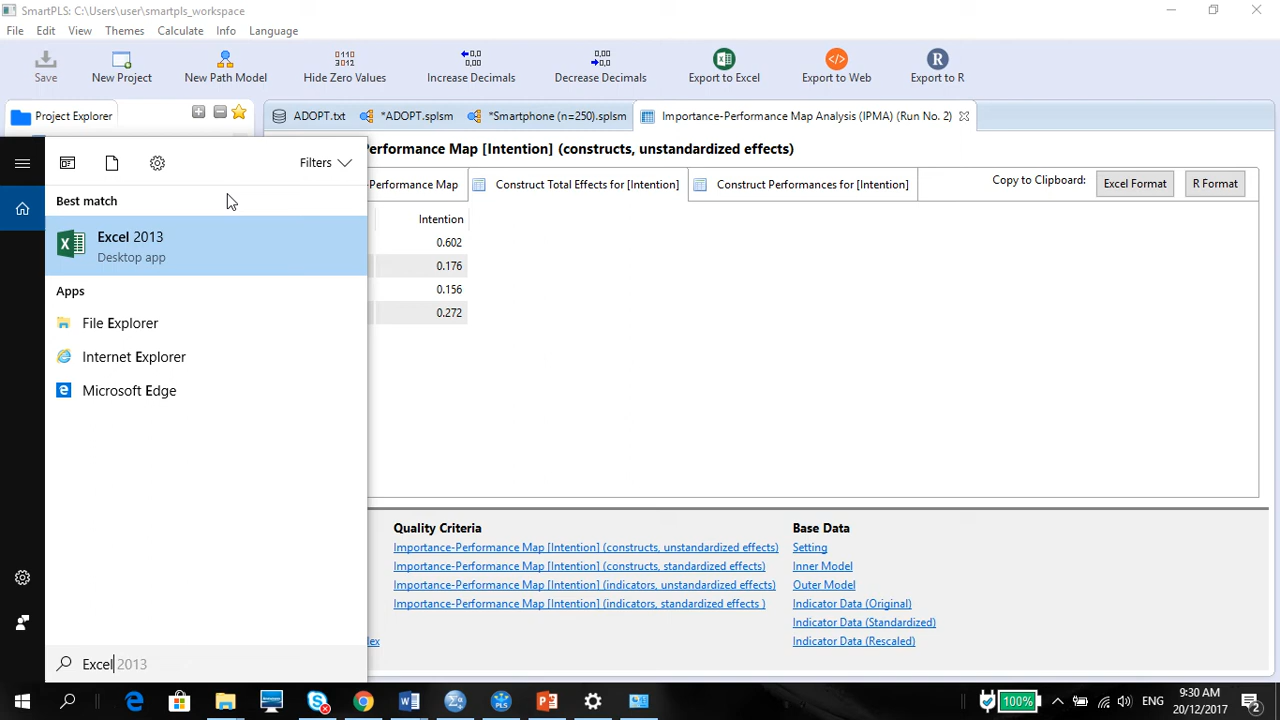 SmartPLS: C:\Users\user\smartpls_workspace
File Edit View Themes Calculate Info Language
Save New Project New Path Model Hide Zero Values Increase Decimals Decrease Decimals Export to Excel Export to Web Export to R
Project Explorer ADOPT.txt *ADOPT.splsm *Smartphone (n=250).splsm Importance-Performance Map Analysis (IPMA) (Run No. 2)
Performance Map [Intention] (constructs, unstandardized effects)
-Performance Map Construct Total Effects for [Intention] Construct Performances for [Intention] Copy to Clipboard: Excel Format R Format
Intention
0.602
0.176
0.156
0.272
Filters
Best match
Excel 2013
Desktop app
Apps
File Explorer
Internet Explorer
Microsoft Edge
Excel 2013
Quality Criteria
Importance-Performance Map [Intention] (constructs, unstandardized effects)
Importance-Performance Map [Intention] (constructs, standardized effects)
Importance-Performance Map [Intention] (indicators, unstandardized effects)
Importance-Performance Map [Intention] (indicators, standardized effects )
Base Data
Setting
Inner Model
Outer Model
Indicator Data (Original)
Indicator Data (Standardized)
Indicator Data (Rescaled)
100% ENG 9:30 AM
20/12/2017